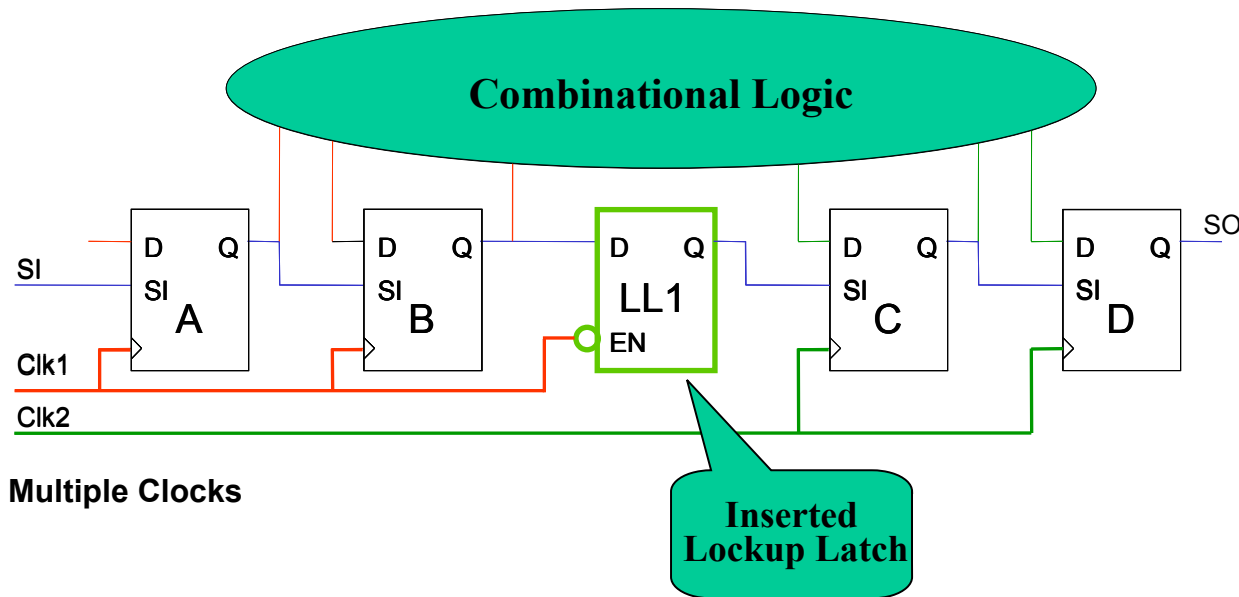 Combinational Logic
D Q
SI
A
D Q
SI
B
D Q
LL1
EN
D Q
SI
C
D Q
SI
D
SI
SO
Clk1
Clk2
Multiple Clocks
Inserted
Lockup Latch